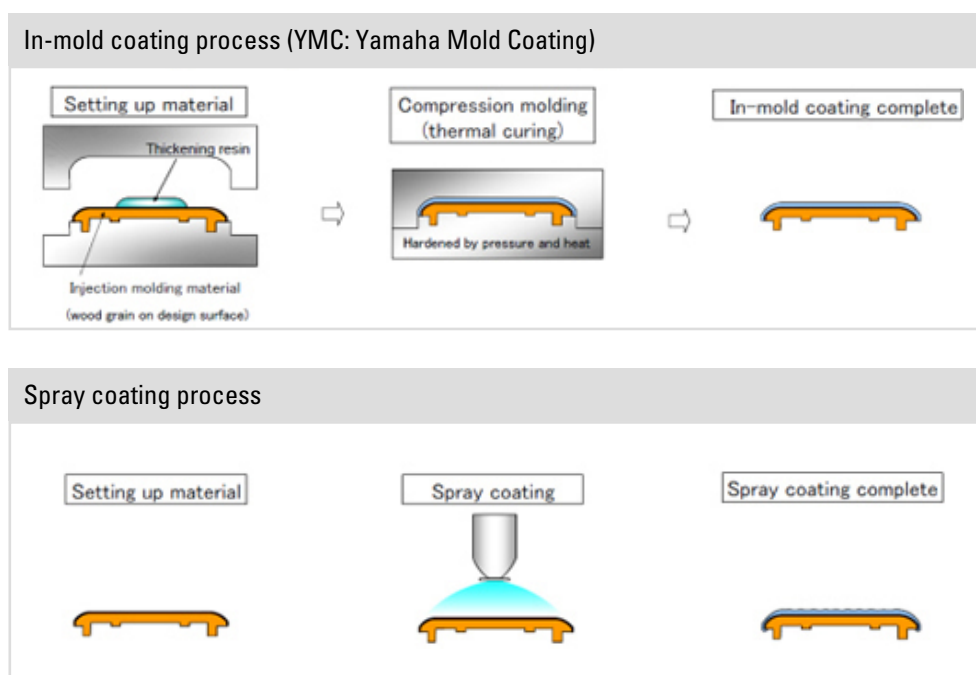 In-mold coating process (YMC: Yamaha Mold Coating)
Setting up material
Thickening resin
Injection molding material
(wood grain on design surface)
Compression molding
(thermal curing)
Hardened by pressure and heat
In-mold coating complete
Spray coating process
Setting up material
Spray coating
Spray coating complete